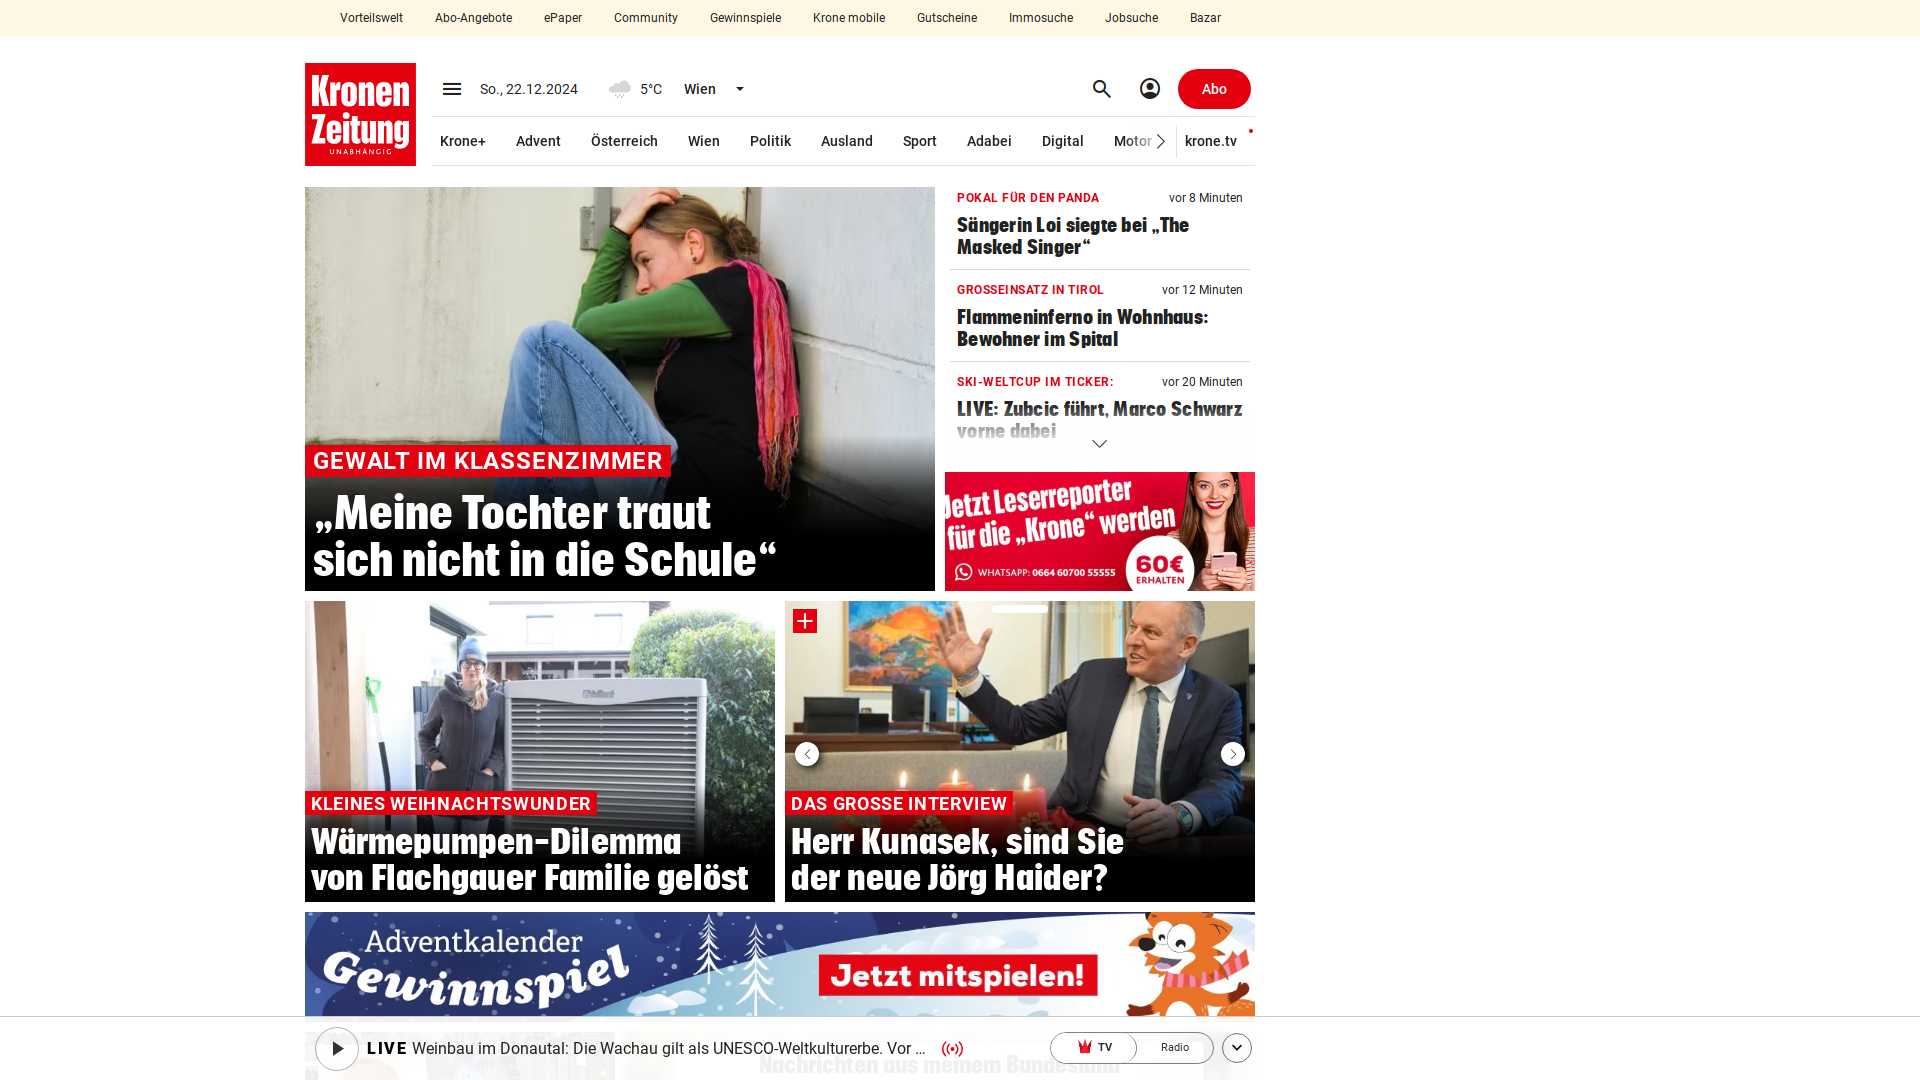 Vorteilswelt Abo-Angebote ePaper Community Gewinnspiele Krone mobile Gutscheine Immosuche Jobsuche Bazar
Kronen
Zeitung
UNABHÄNGIG
So., 22.12.2024 5°C Wien Abo
Krone+ Advent Österreich Wien Politik Ausland Sport Adabei Digital Motor krone.tv
GEWALT IM KLASSENZIMMER
„Meine Tochter traut
sich nicht in die Schule“
POKAL FÜR DEN PANDA vor 8 Minuten
Sängerin Loi siegte bei „The
Masked Singer“
GROSSEINSATZ IN TIROL vor 12 Minuten
Flammeninferno in Wohnhaus:
Bewohner im Spital
SKI-WELTCUP IM TICKER: vor 20 Minuten
LIVE: Zubcic führt, Marco Schwarz
vorne dabei
Jetzt Leserreporter
für die „Krone“ werden
WHATSAPP: 0664 60700 55555
60€
ERHALTEN
Vaillant
KLEINES WEIHNACHTSWUNDER
Wärmepumpen-Dilemma
von Flachgauer Familie gelöst
DAS GROSSE INTERVIEW
Herr Kunasek, sind Sie
der neue Jörg Haider?
Adventkalender
Gewinnspiel
Jetzt mitspielen!
LIVE Weinbau im Donautal: Die Wachau gilt als UNESCO-Weltkulturerbe. Vor ... TV Radio
Nachrichten aus meinem Bundesland